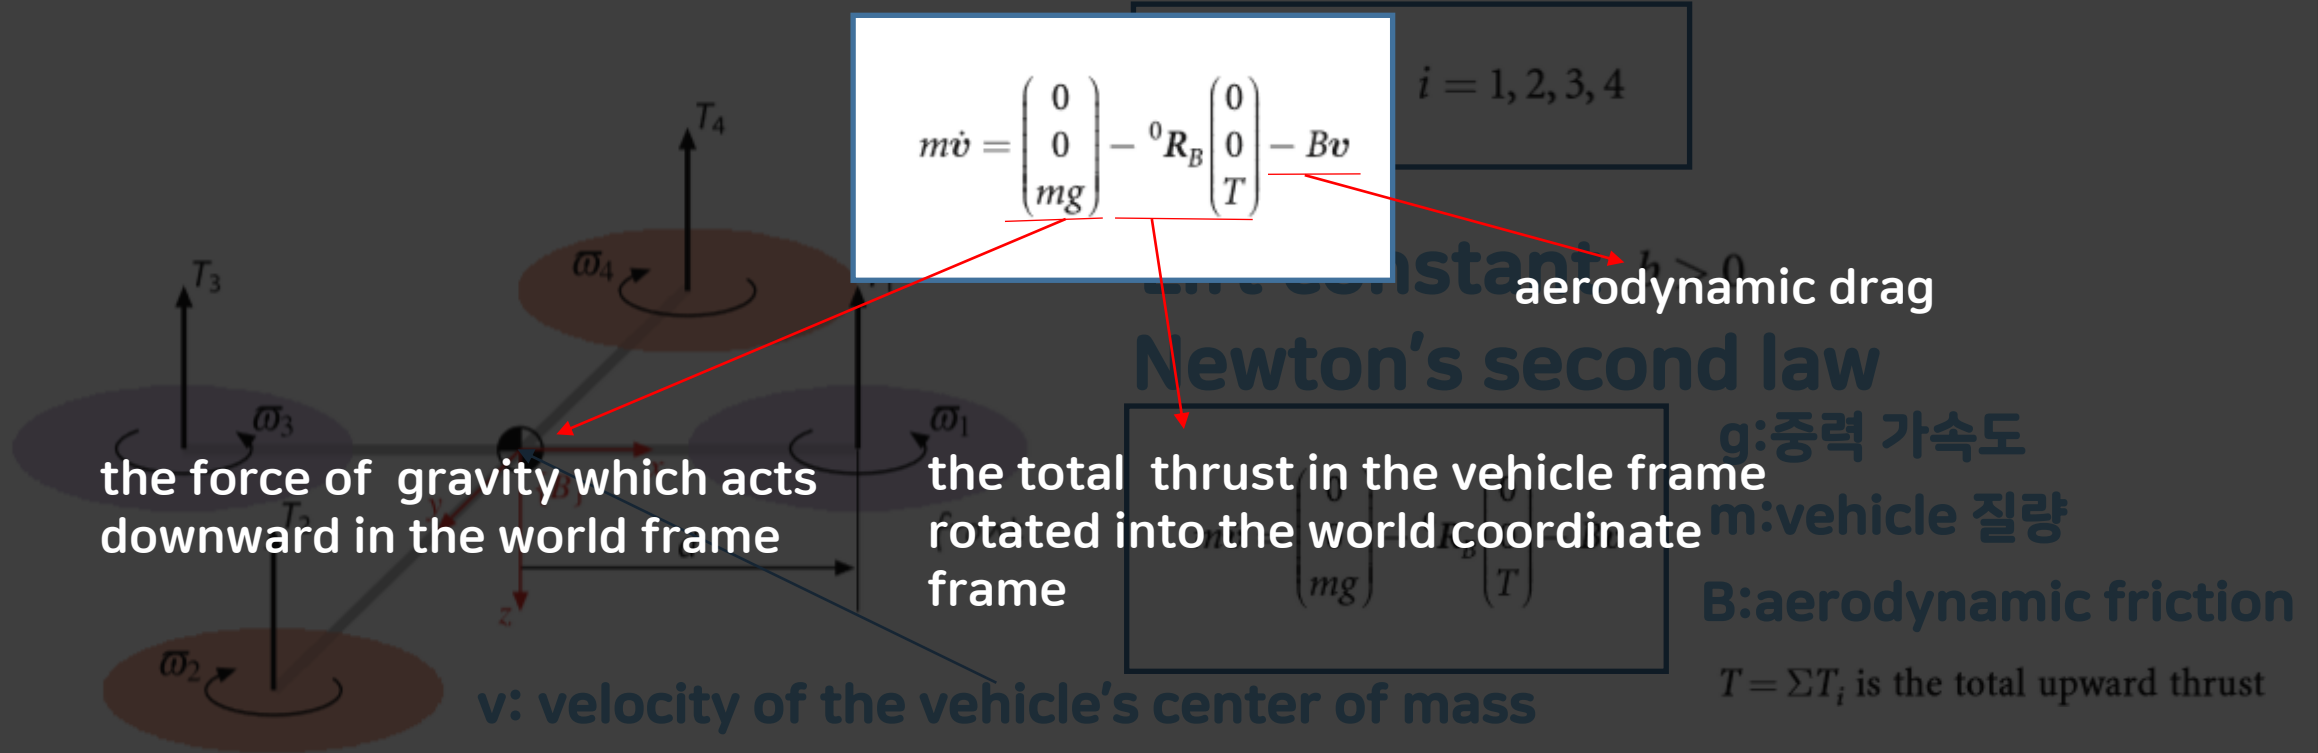 mv̇ = (0 0 mg) − ⁰R_B (0 0 T) − Bv
i = 1, 2, 3, 4
T₄
ϖ₄
T₃
b > 0
aerodynamic drag
Newton's second law
ϖ₃
ϖ₁
g:중력 가속도
the force of gravity which acts
downward in the world frame
the total thrust in the vehicle frame
rotated into the world coordinate
frame
m:vehicle 질량
mg
T
z
B:aerodynamic friction
ϖ₂
T = ΣTᵢ is the total upward thrust
v: velocity of the vehicle's center of mass